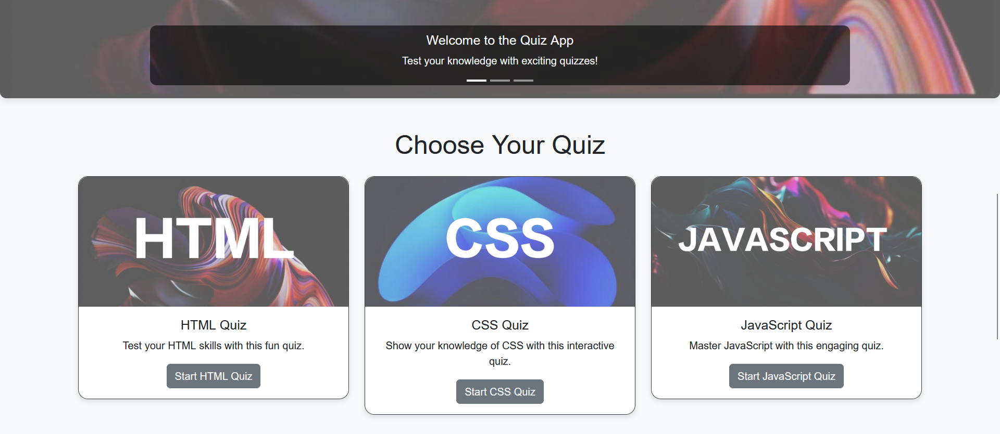 Welcome to the Quiz App
Test your knowledge with exciting quizzes!
Choose Your Quiz
HTML
HTML Quiz
Test your HTML skills with this fun quiz.
Start HTML Quiz
CSS
CSS Quiz
Show your knowledge of CSS with this interactive
quiz.
Start CSS Quiz
JAVASCRIPT
JavaScript Quiz
Master JavaScript with this engaging quiz.
Start JavaScript Quiz